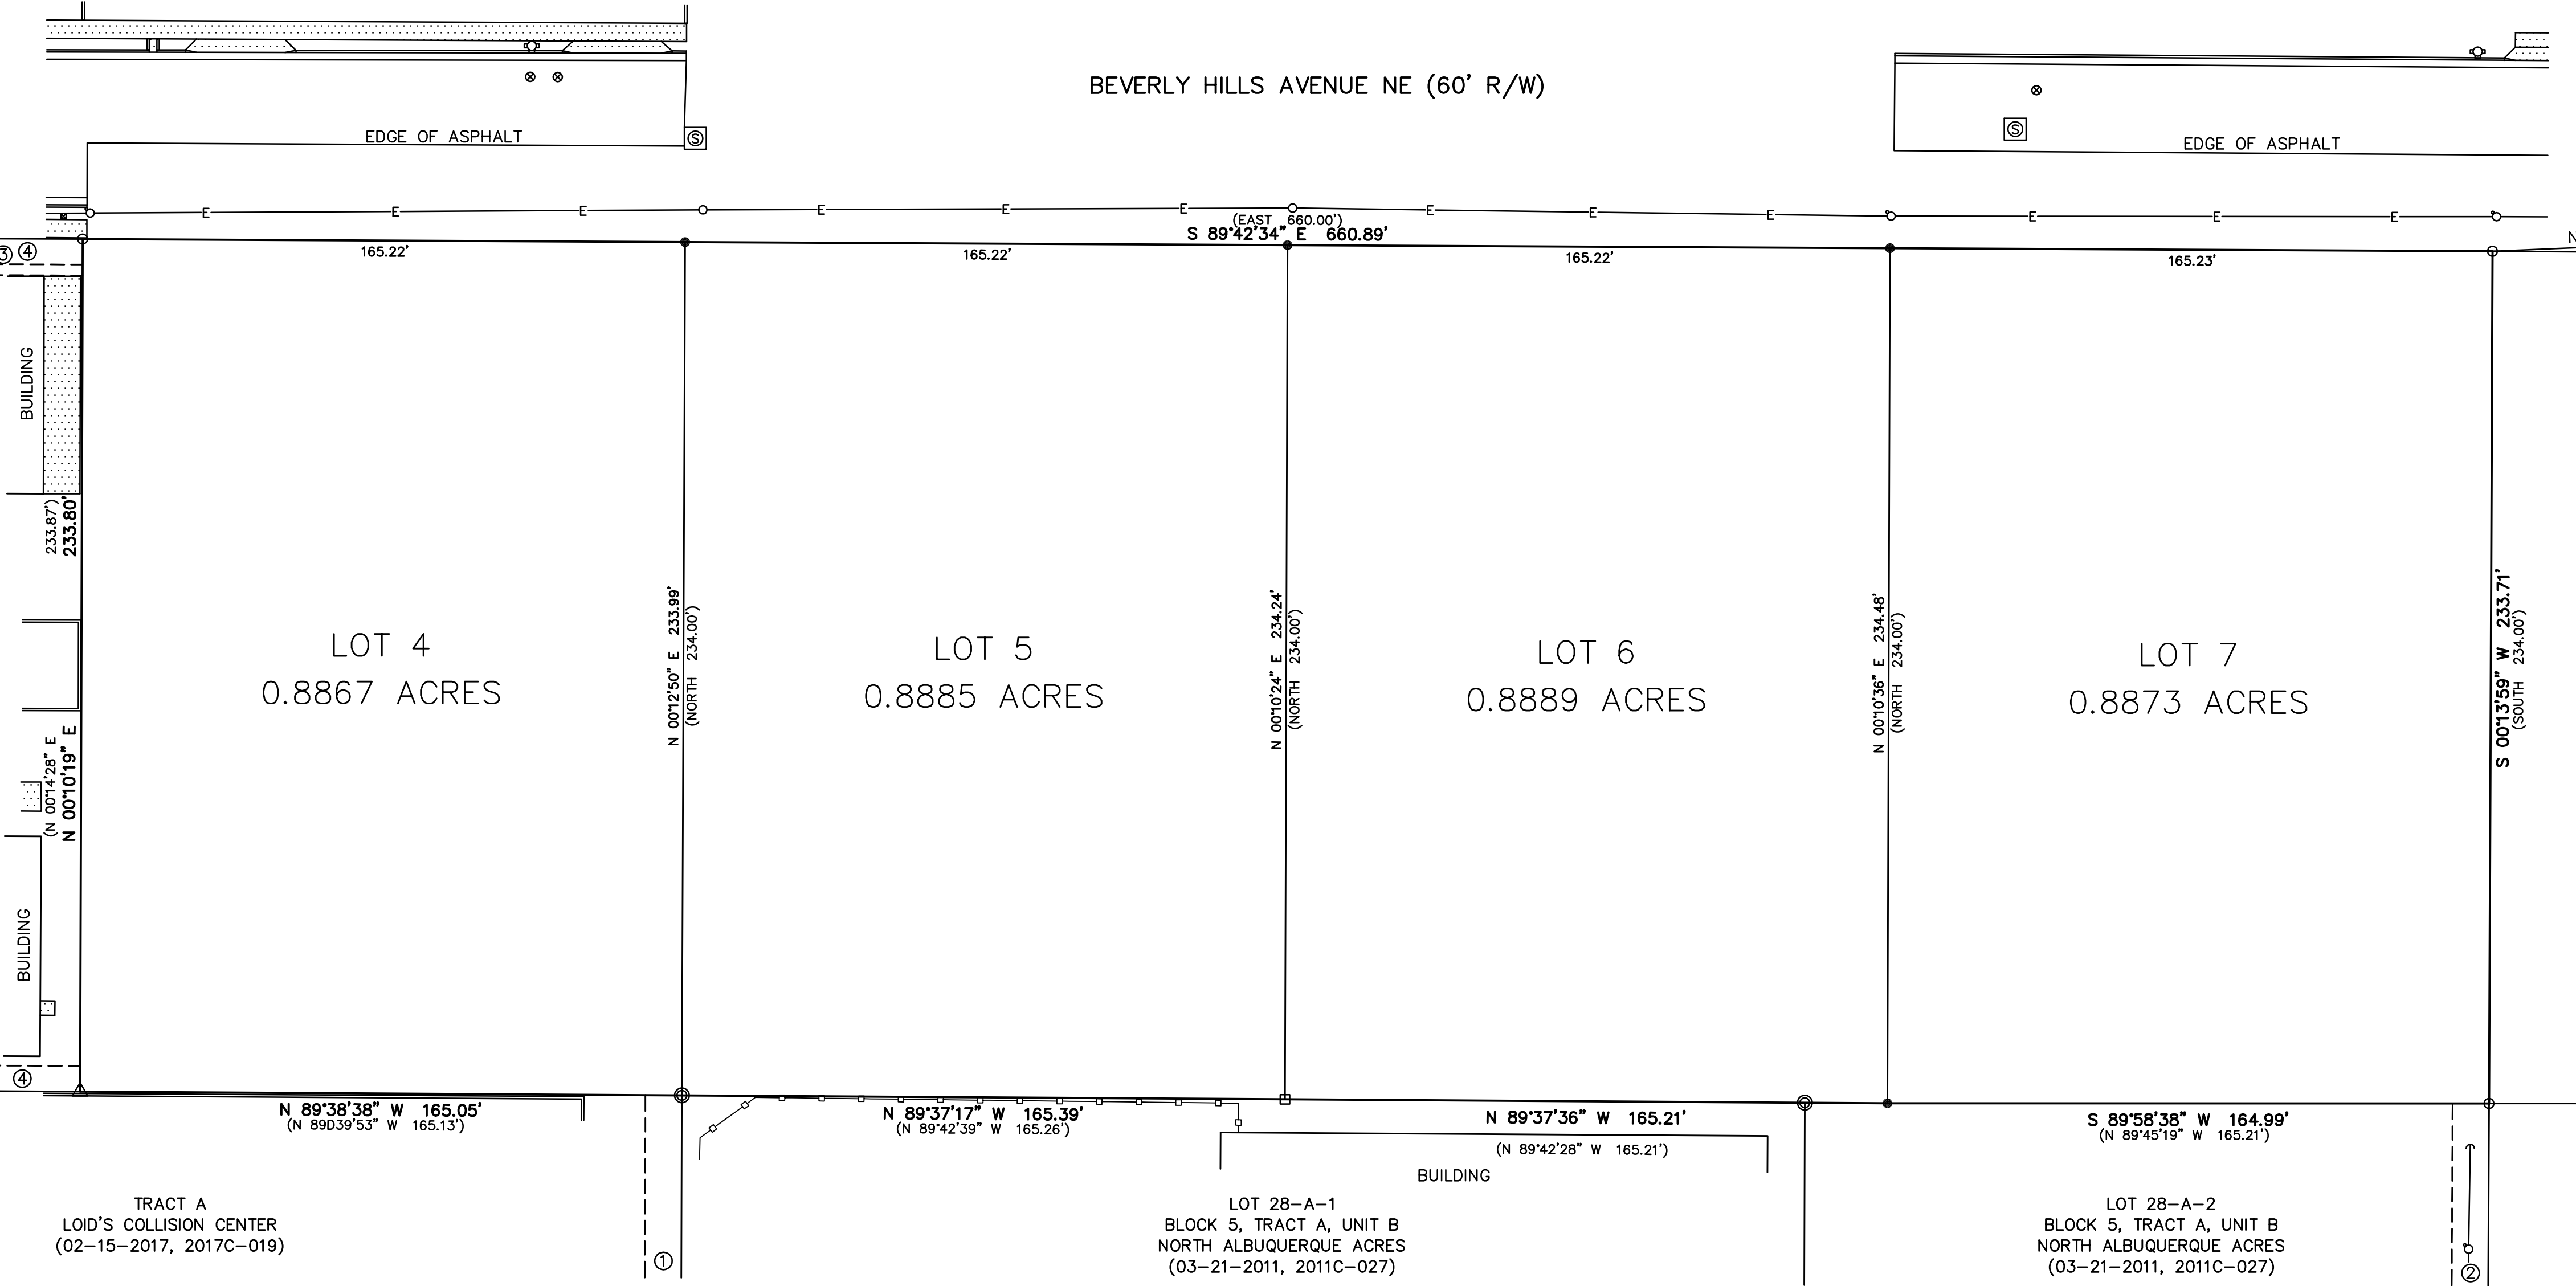 BEVERLY HILLS AVENUE NE (60' R/W)
EDGE OF ASPHALT
S
S
EDGE OF ASPHALT
E E E E E E E E E E E E
(EAST 660.00')
S 89°42'34" E 660.89'
165.22'
165.22'
165.22'
165.23'
3
4
N
BUILDING
233.87')
233.80'
(N 00°14'28" E
N 00°10'19" E
LOT 4
0.8867 ACRES
N 00°12'50" E 233.99'
(NORTH 234.00')
LOT 5
0.8885 ACRES
N 00°10'24" E 234.24'
(NORTH 234.00')
LOT 6
0.8889 ACRES
N 00°10'36" E 234.48'
(NORTH 234.00')
LOT 7
0.8873 ACRES
S 00°13'59" W 233.71'
(SOUTH 234.00')
BUILDING
4
N 89°38'38" W 165.05'
(N 89D39'53" W 165.13')
N 89°37'17" W 165.39'
(N 89°42'39" W 165.26')
N 89°37'36" W 165.21'
(N 89°42'28" W 165.21')
S 89°58'38" W 164.99'
(N 89°45'19" W 165.21')
BUILDING
TRACT A
LOID'S COLLISION CENTER
(02-15-2017, 2017C-019)
1
LOT 28-A-1
BLOCK 5, TRACT A, UNIT B
NORTH ALBUQUERQUE ACRES
(03-21-2011, 2011C-027)
LOT 28-A-2
BLOCK 5, TRACT A, UNIT B
NORTH ALBUQUERQUE ACRES
(03-21-2011, 2011C-027)
2